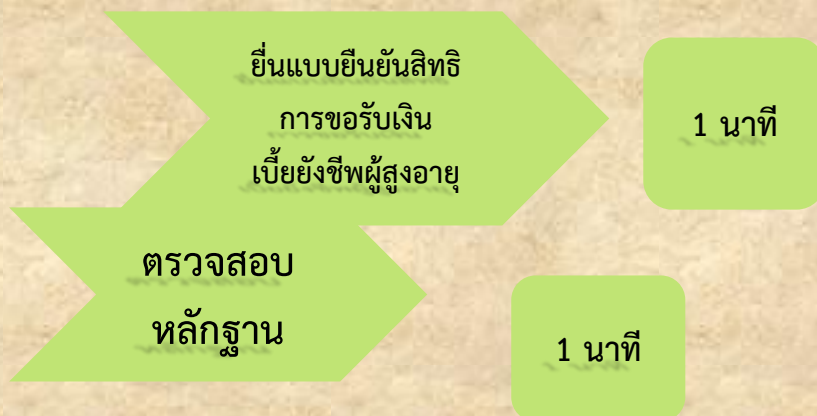 ยื่นแบบยืนยันสิทธิ
การขอรับเงิน
เบี้ยยังชีพผู้สูงอายุ
1 นาที
ตรวจสอบ
หลักฐาน
1 นาที